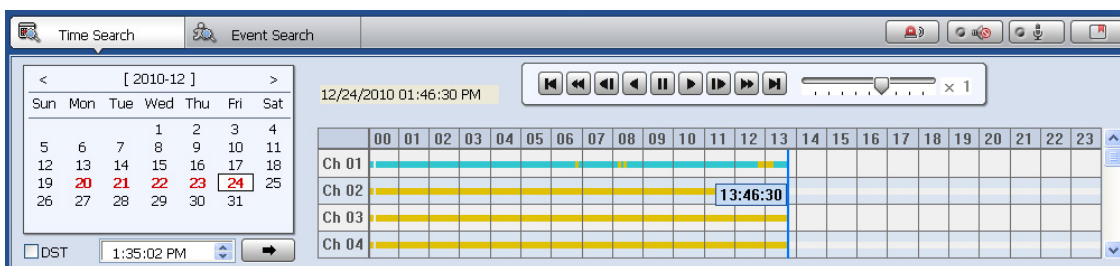 Time Search
Event Search
< [ 2010-12 ] >
Sun Mon Tue Wed Thu Fri Sat
1 2 3 4
5 6 7 8 9 10 11
12 13 14 15 16 17 18
19 20 21 22 23 24 25
26 27 28 29 30 31
DST 1:35:02 PM
12/24/2010 01:46:30 PM
× 1
00 01 02 03 04 05 06 07 08 09 10 11 12 13 14 15 16 17 18 19 20 21 22 23
Ch 01
Ch 02
13:46:30
Ch 03
Ch 04